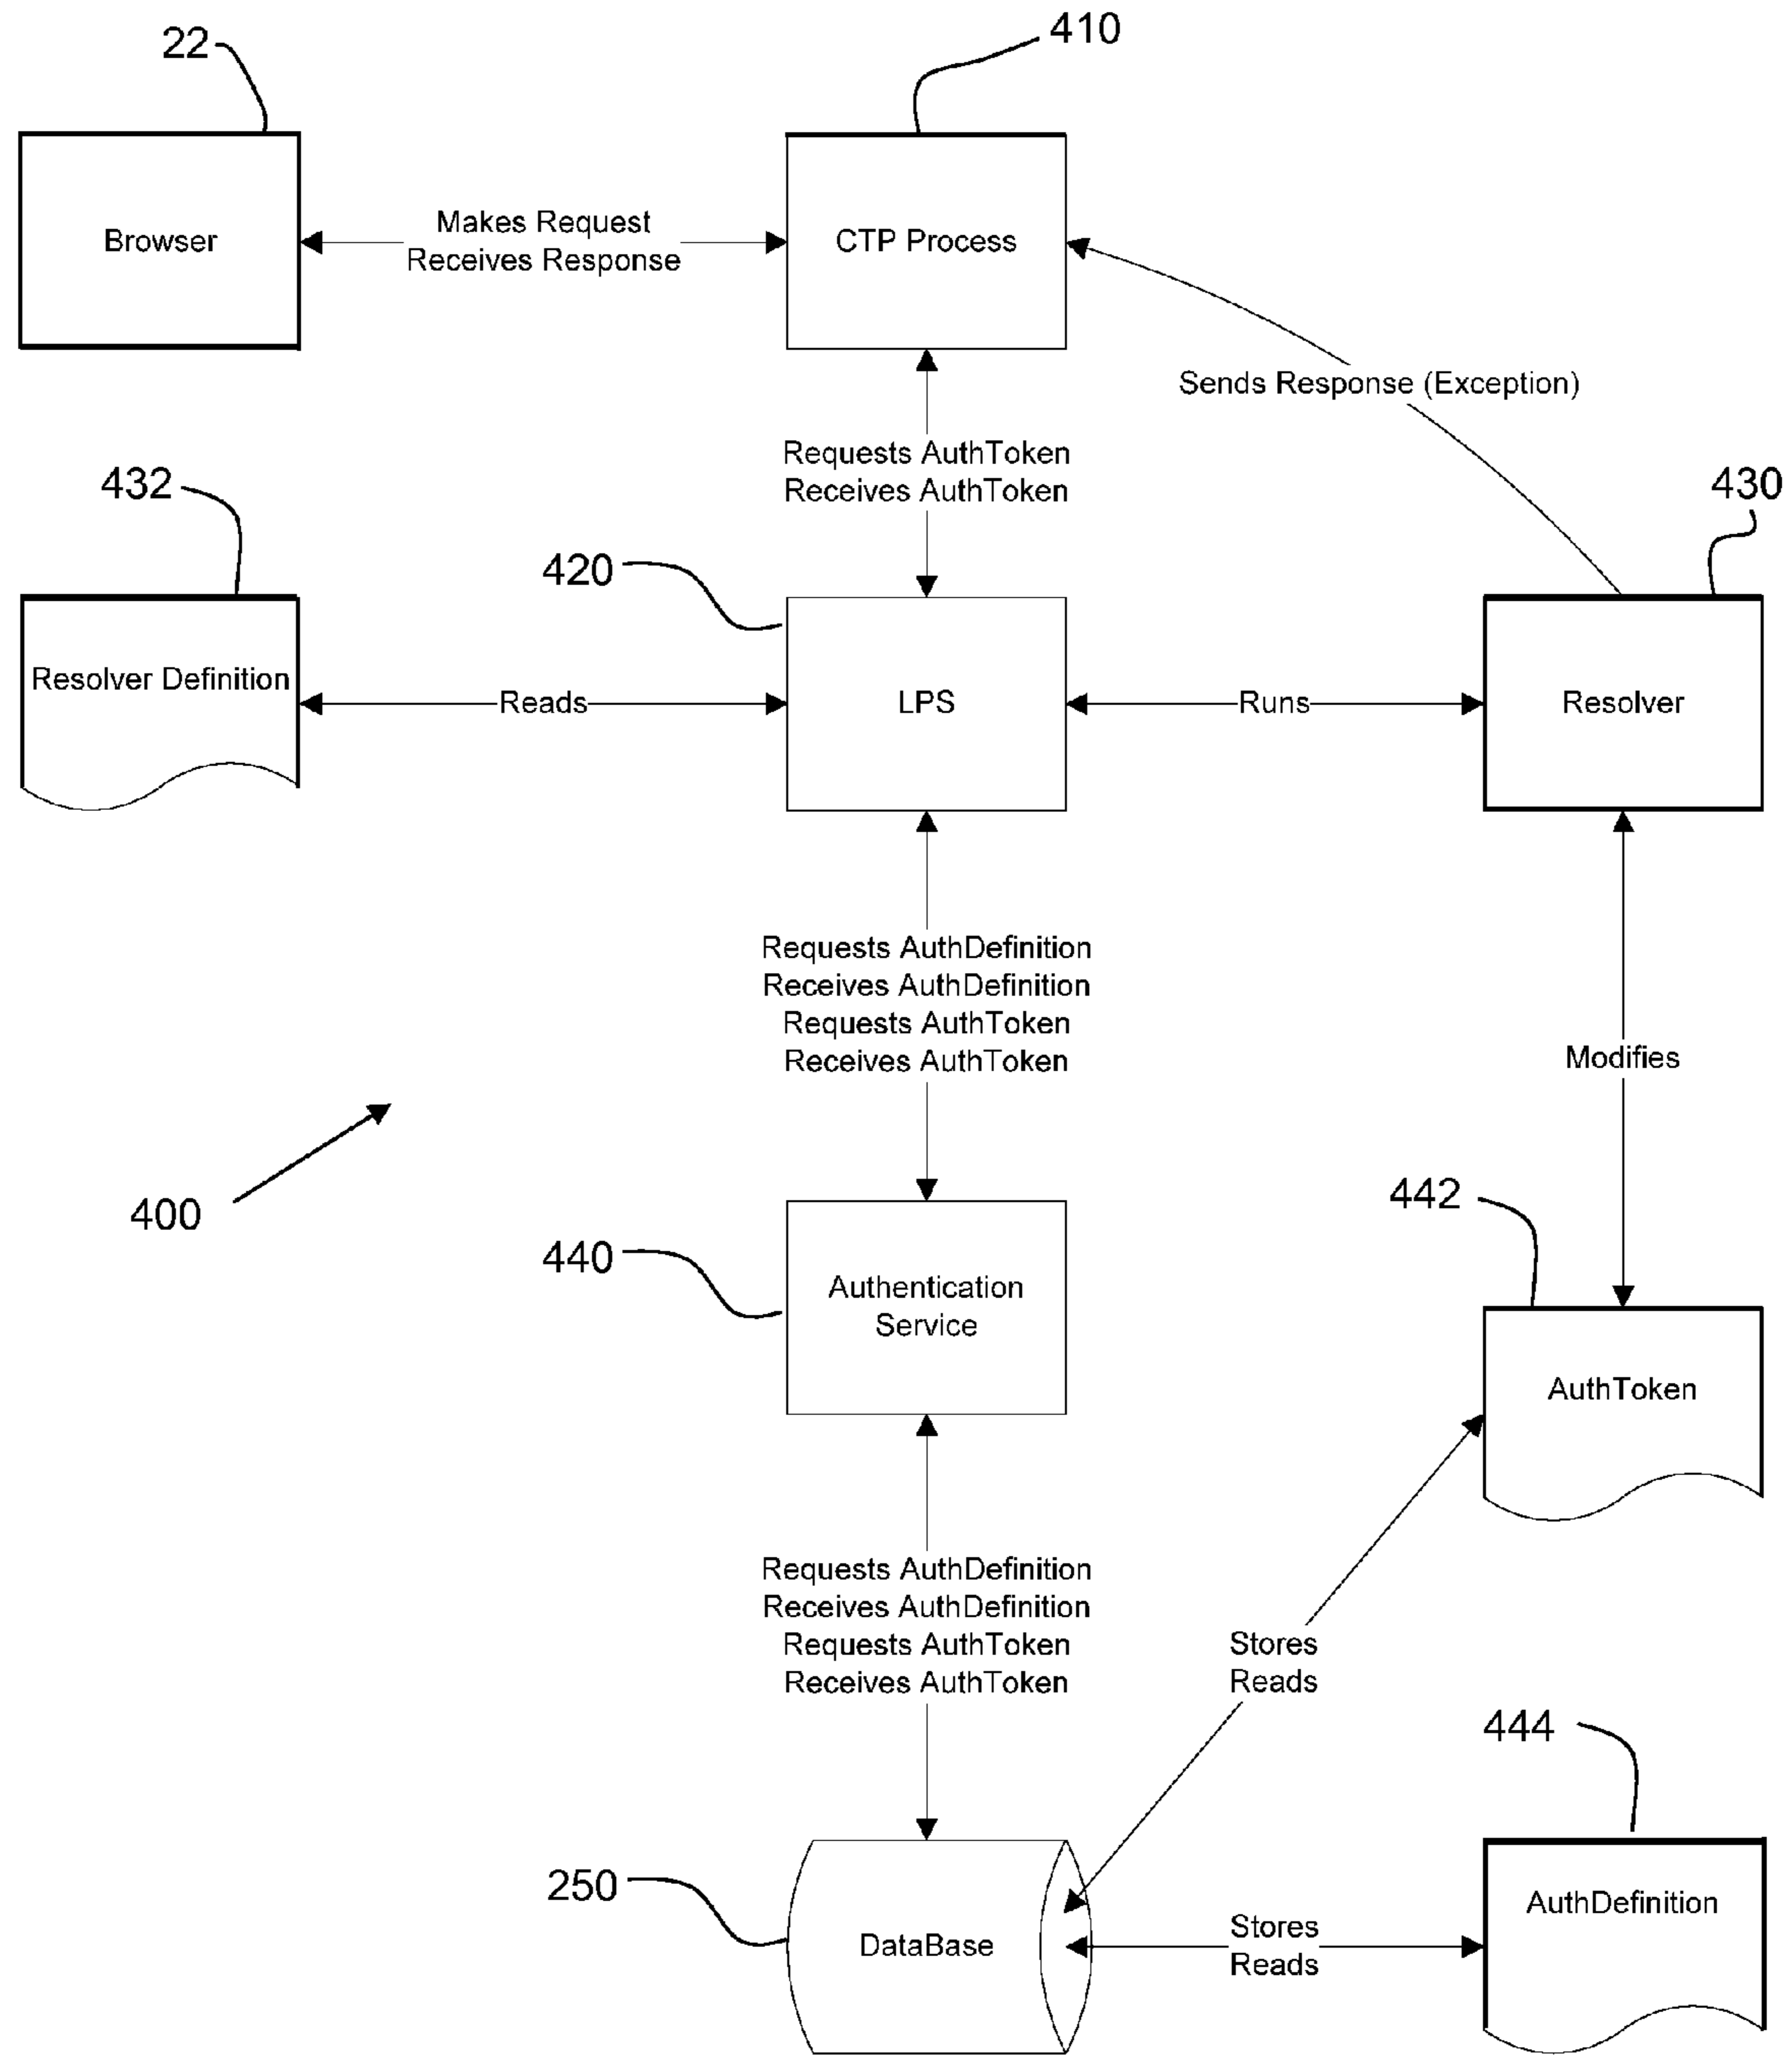 22
410
Browser
Makes Request
Receives Response
CTP Process
Sends Response (Exception)
Requests AuthToken
Receives AuthToken
432
420
430
Resolver Definition
Reads
LPS
Runs
Resolver
Requests AuthDefinition
Receives AuthDefinition
Requests AuthToken
Receives AuthToken
Modifies
400
442
440
Authentication
Service
AuthToken
Requests AuthDefinition
Receives AuthDefinition
Requests AuthToken
Receives AuthToken
Stores
Reads
444
250
DataBase
Stores
Reads
AuthDefinition